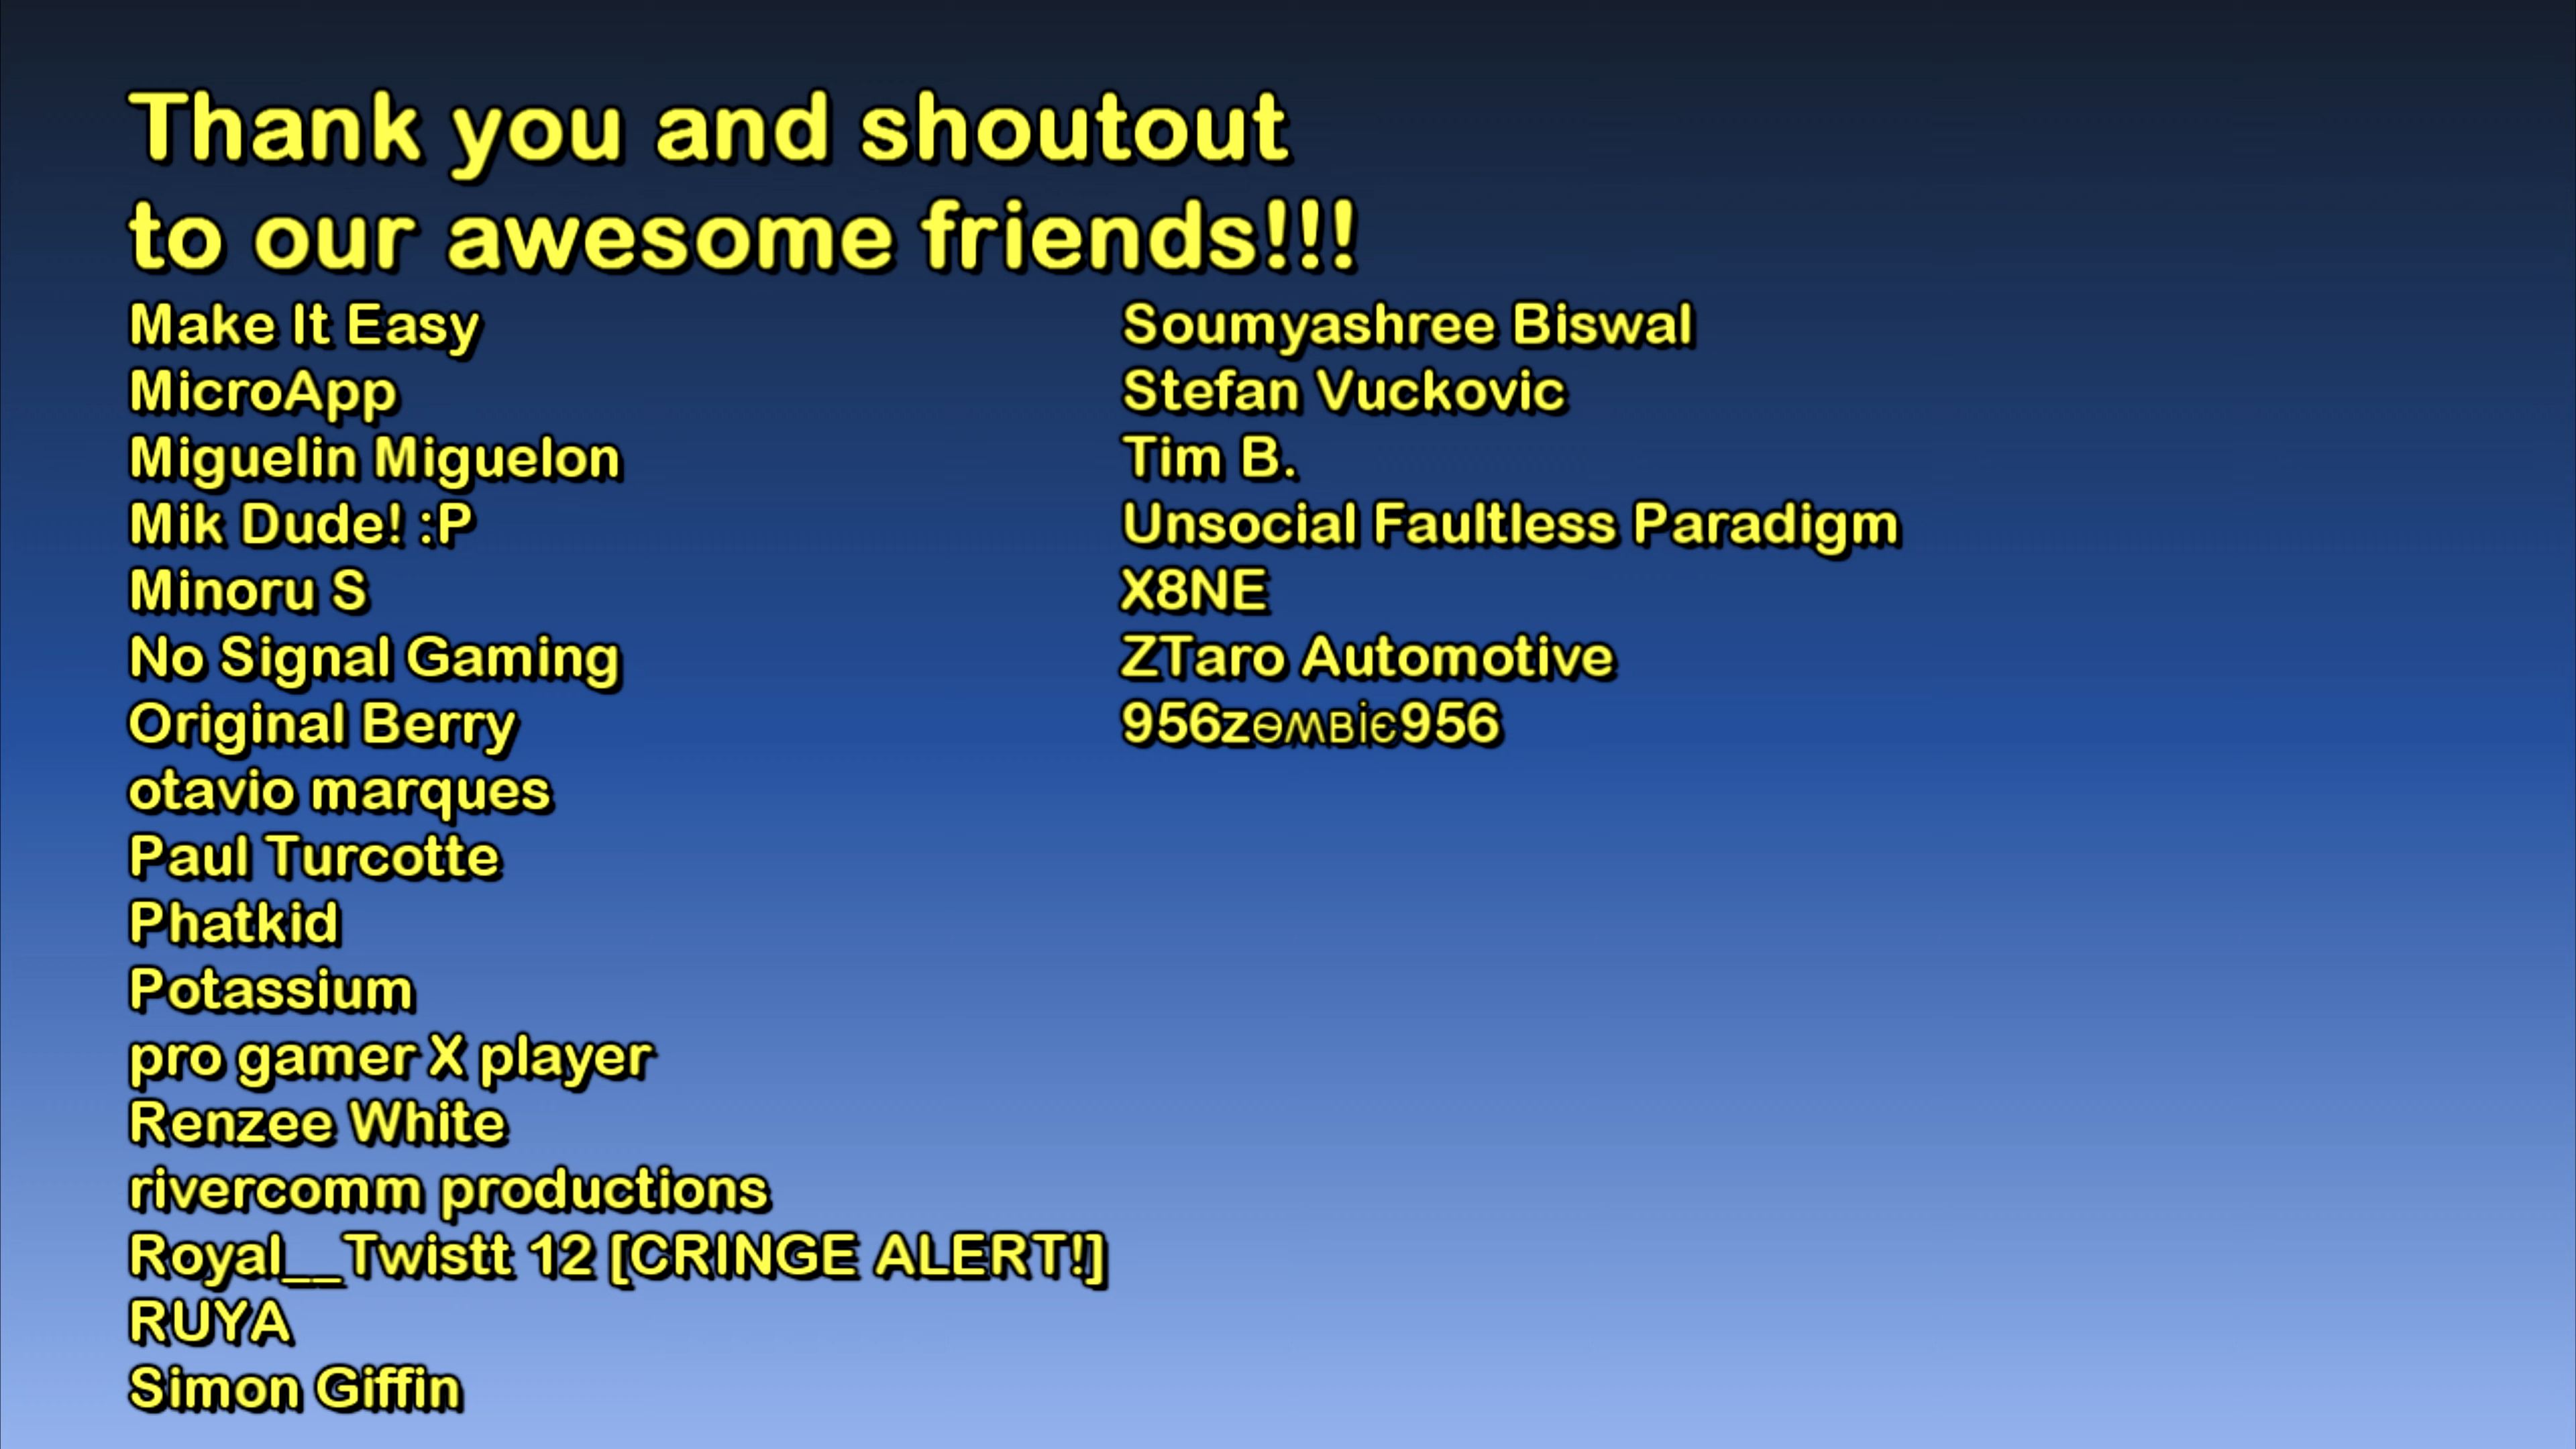 Thank you and shoutout
to our awesome friends!!!
Make It Easy
MicroApp
Miguelin Miguelon
Mik Dude! :P
Minoru S
No Signal Gaming
Original Berry
otavio marques
Paul Turcotte
Phatkid
Potassium
pro gamer X player
Renzee White
rivercomm productions
Royal__Twistt 12 [CRINGE ALERT!]
RUYA
Simon Giffin
Soumyashree Biswal
Stefan Vuckovic
Tim B.
Unsocial Faultless Paradigm
X8NE
ZTaro Automotive
956zѳʍвіє956